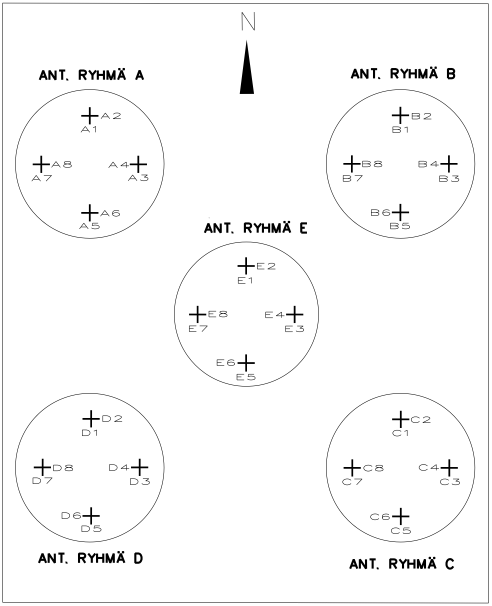 N
ANT. RYHMÄ A
A2
A1
A8
A7
A4
A3
A6
A5
ANT. RYHMÄ B
B2
B1
B8
B7
B4
B3
B6
B5
ANT. RYHMÄ E
E2
E1
E8
E7
E4
E3
E6
E5
D2
D1
D8
D7
D4
D3
D6
D5
ANT. RYHMÄ D
C2
C1
C8
C7
C4
C3
C6
C5
ANT. RYHMÄ C